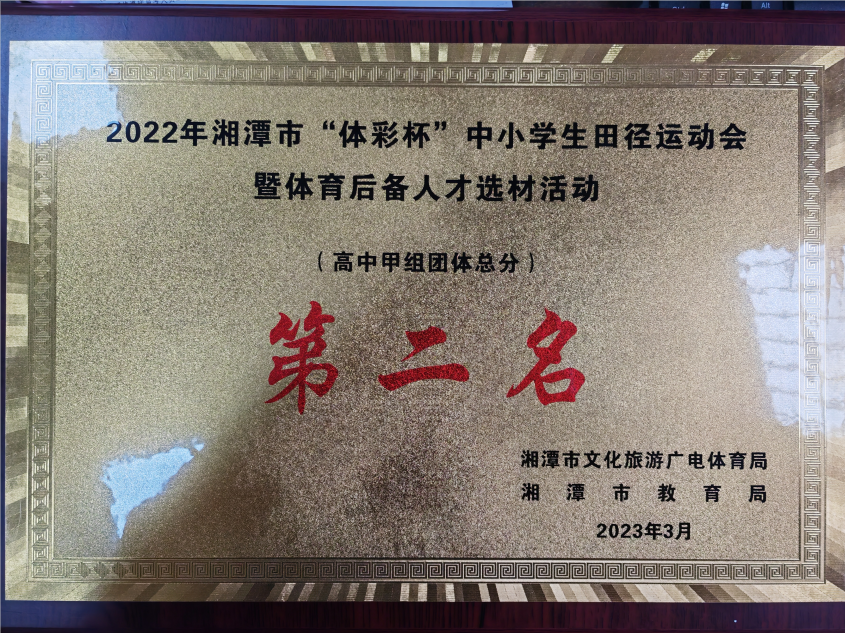 Alt
2022年湘潭市“体彩杯”中小学生田径运动会
暨体育后备人才选材活动
（高中甲组团体总分）
第二名
湘潭市文化旅游广电体育局
湘潭市教育局
2023年3月